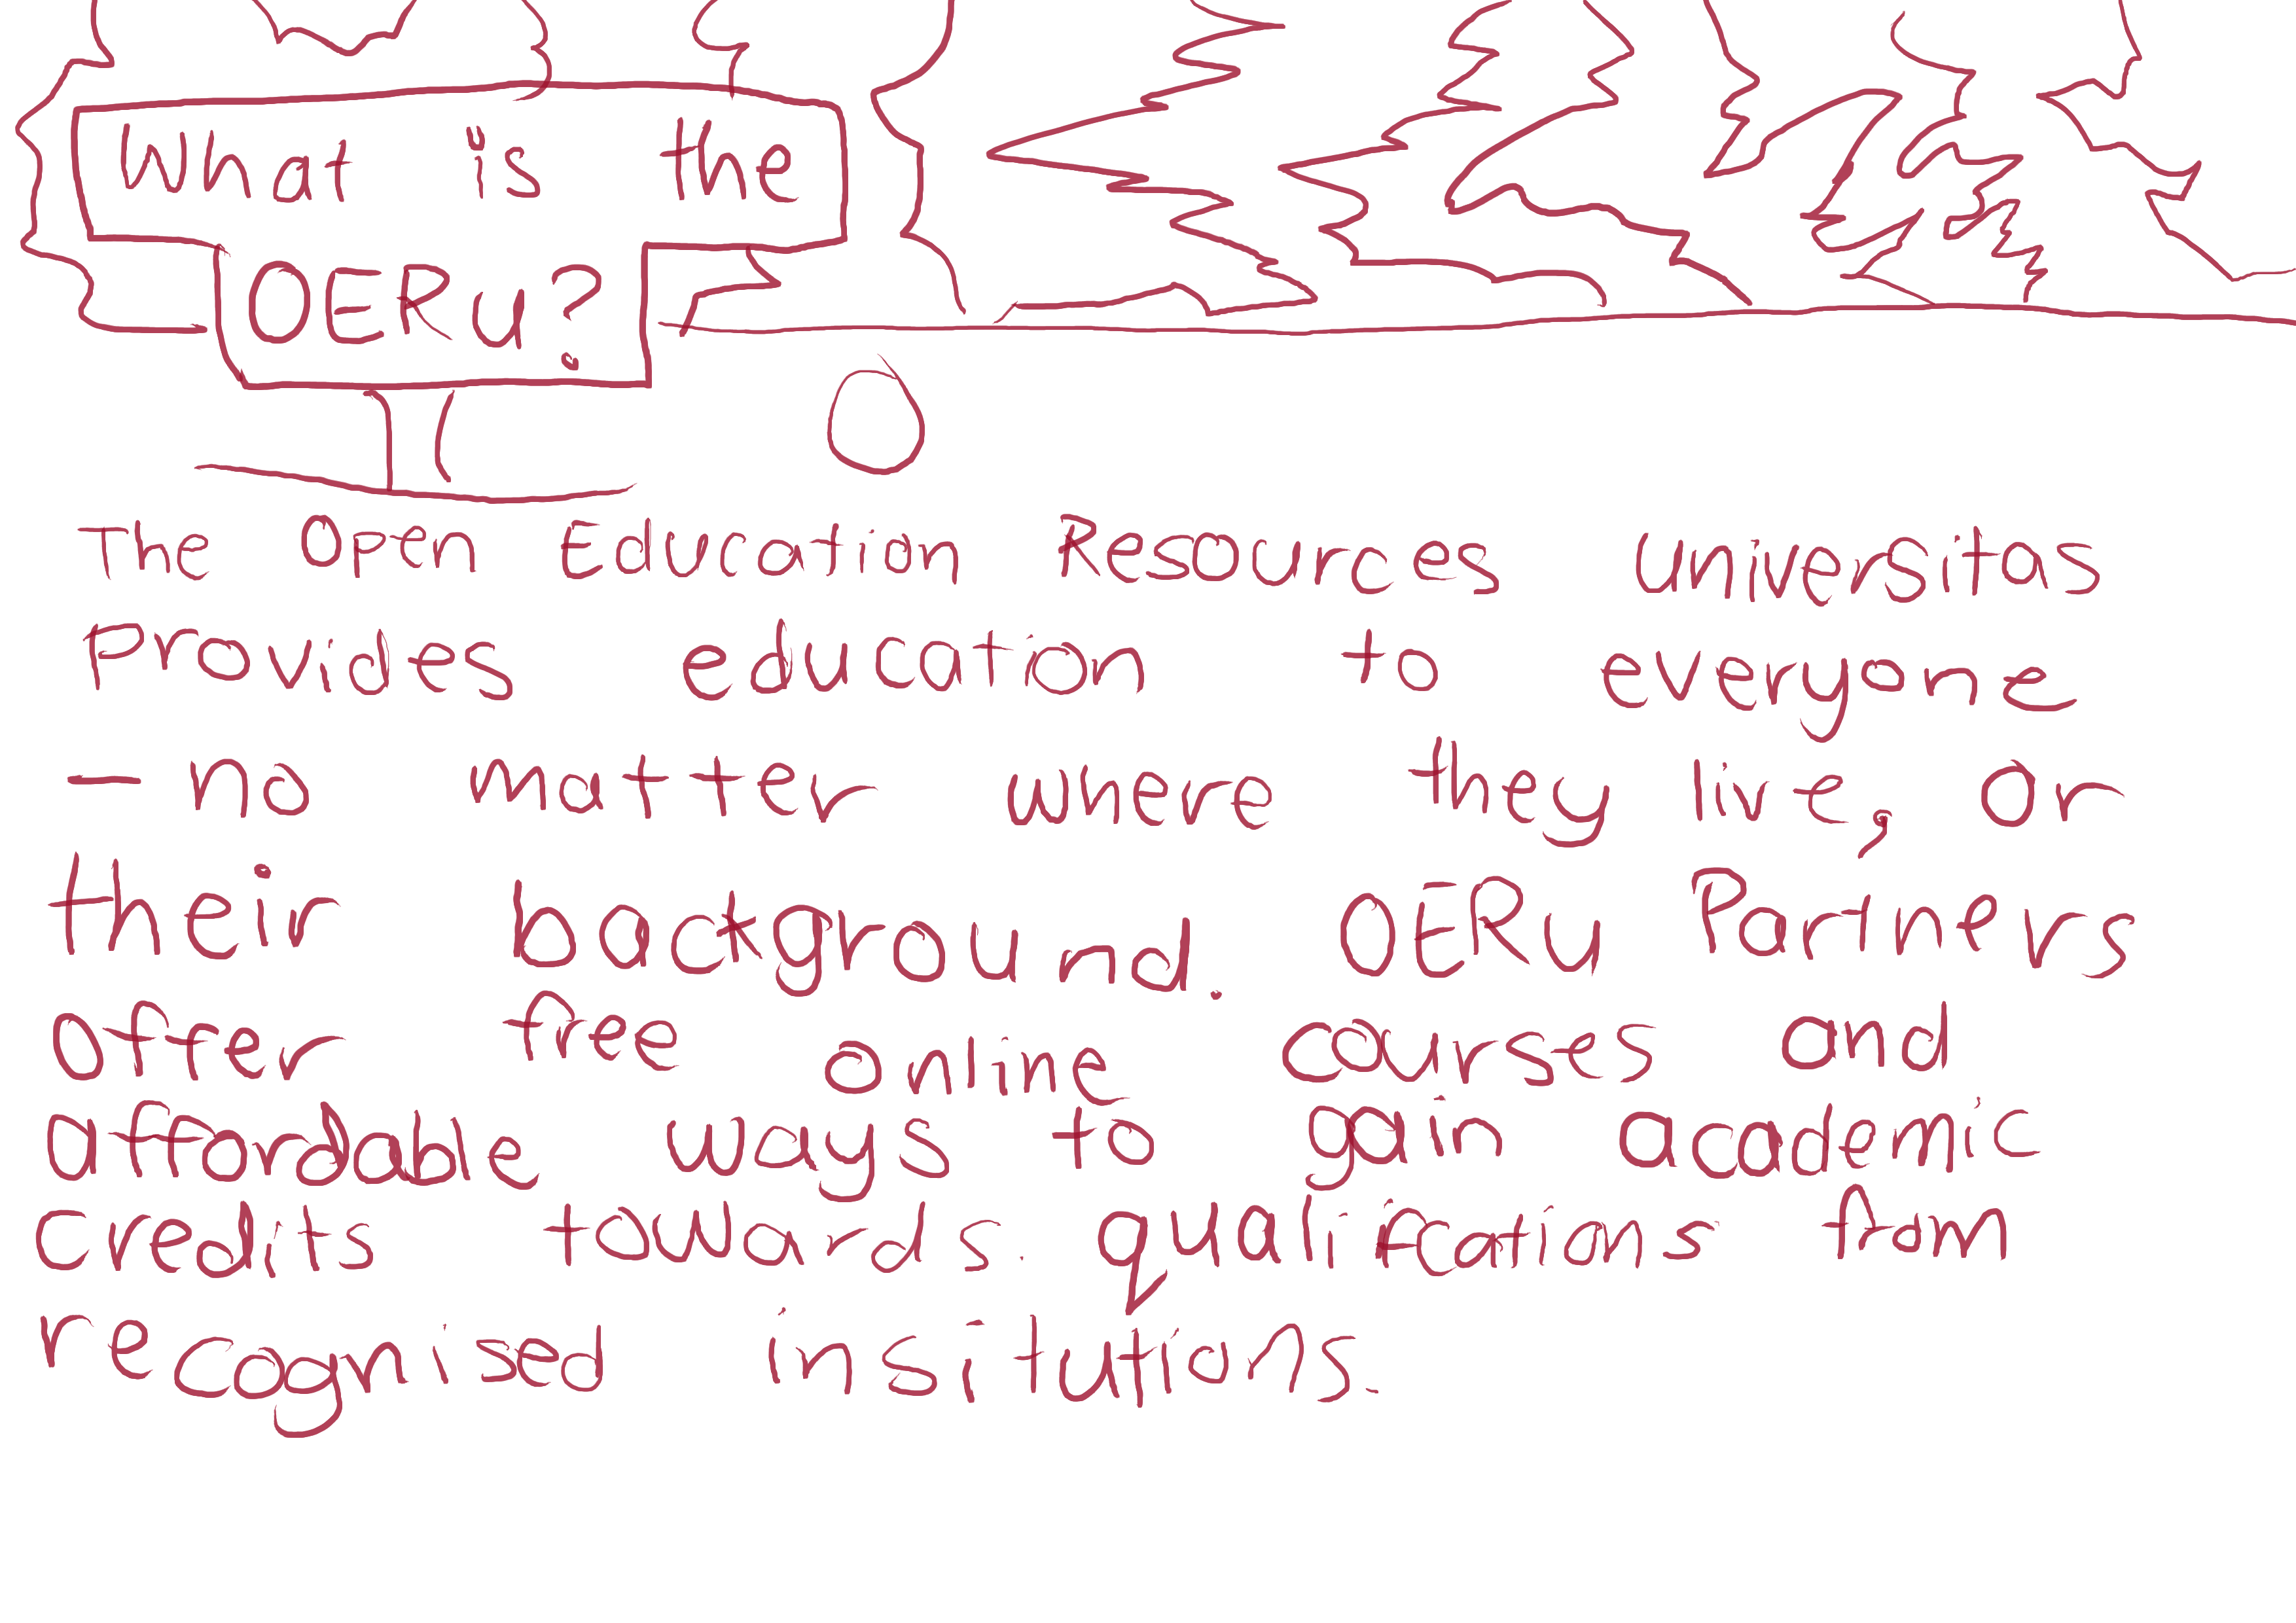 What is the
OERu?
The Open Education Resources universitas
Provides education to everyone
- no matter where they live, or
their background. OERu Partners
offer free online courses and
affordable ways to gain academic
credits towards qualifications from
recognised insitutions.